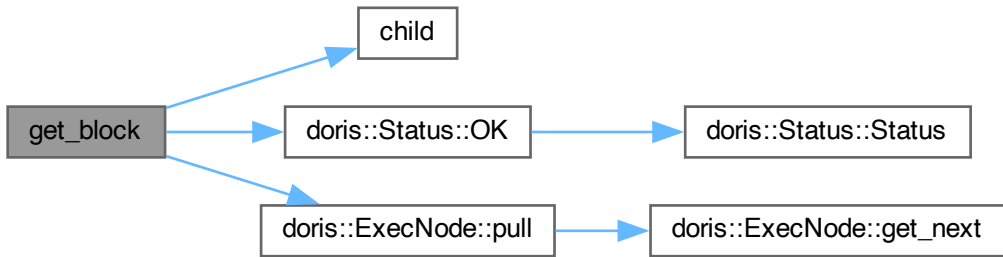 child
get_block
doris::Status::OK
doris::Status::Status
doris::ExecNode::pull
doris::ExecNode::get_next